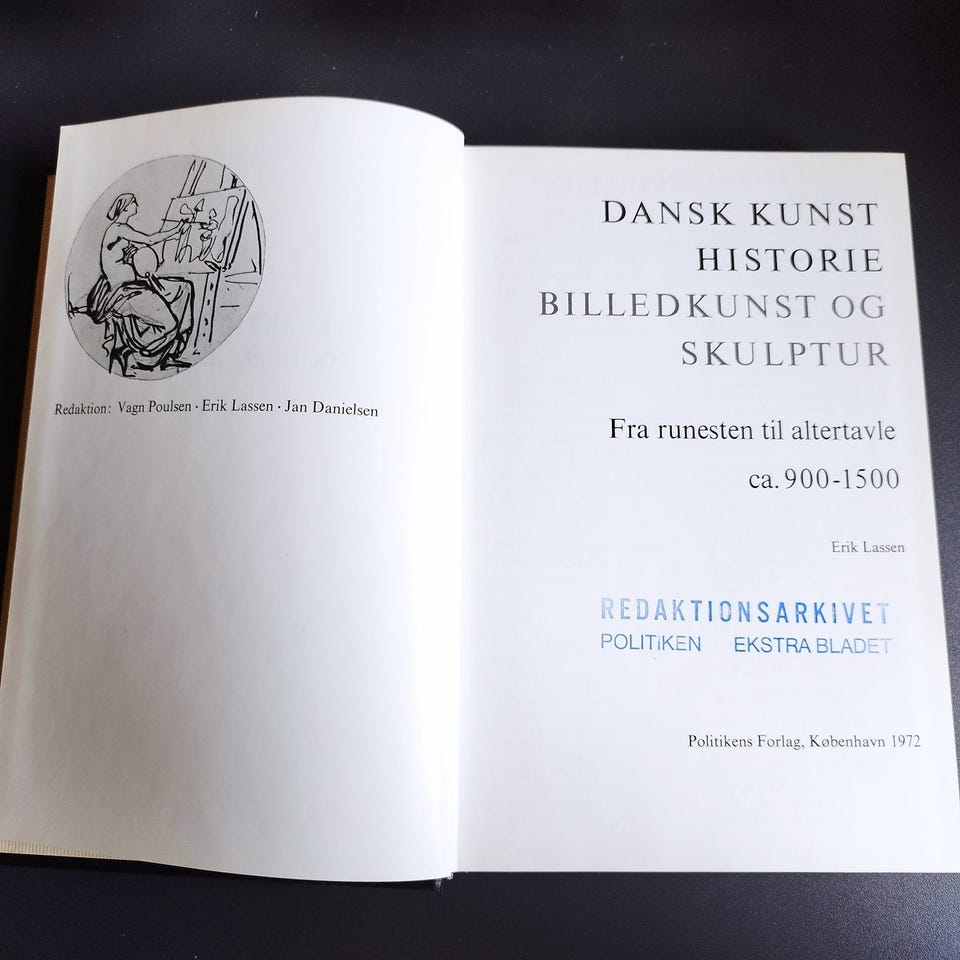 Redaktion: Vagn Poulsen · Erik Lassen · Jan Danielsen
DANSK KUNST
HISTORIE
BILLEDKUNST OG
SKULPTUR
Fra runesten til altertavle
ca. 900-1500
Erik Lassen
REDAKTIONSARKIVET
POLITIKEN EKSTRA BLADET
Politikens Forlag, København 1972